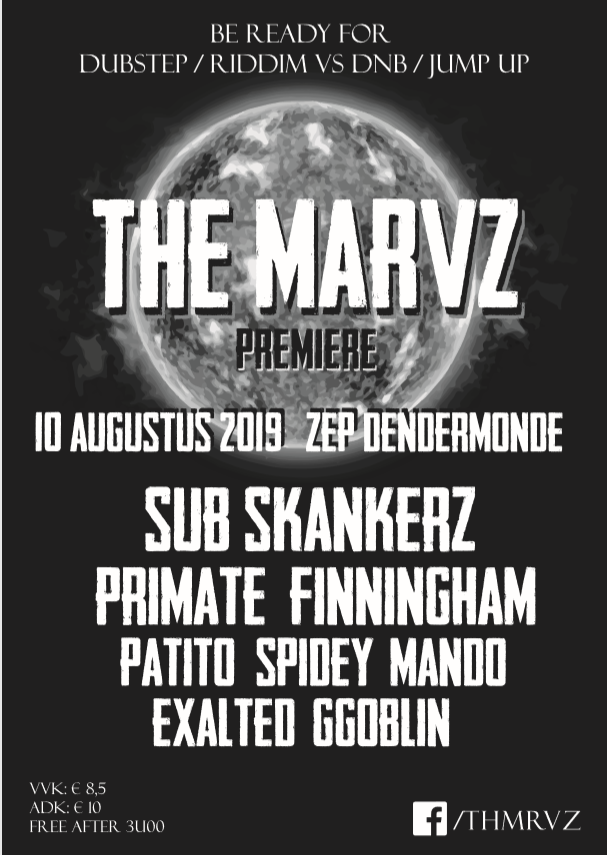 BE READY FOR
DUBSTEP / RIDDIM VS DNB / JUMP UP
THE MARVZ
PREMIERE
10 AUGUSTUS 2019 ZEP DENDERMONDE
SUB SKANKERZ
PRIMATE FINNINGHAM
PATITO SPIDEY MANDO
EXALTED GGOBLIN
VVK: € 8,5
ADK: € 10
FREE AFTER 3U00
/THMRVZ